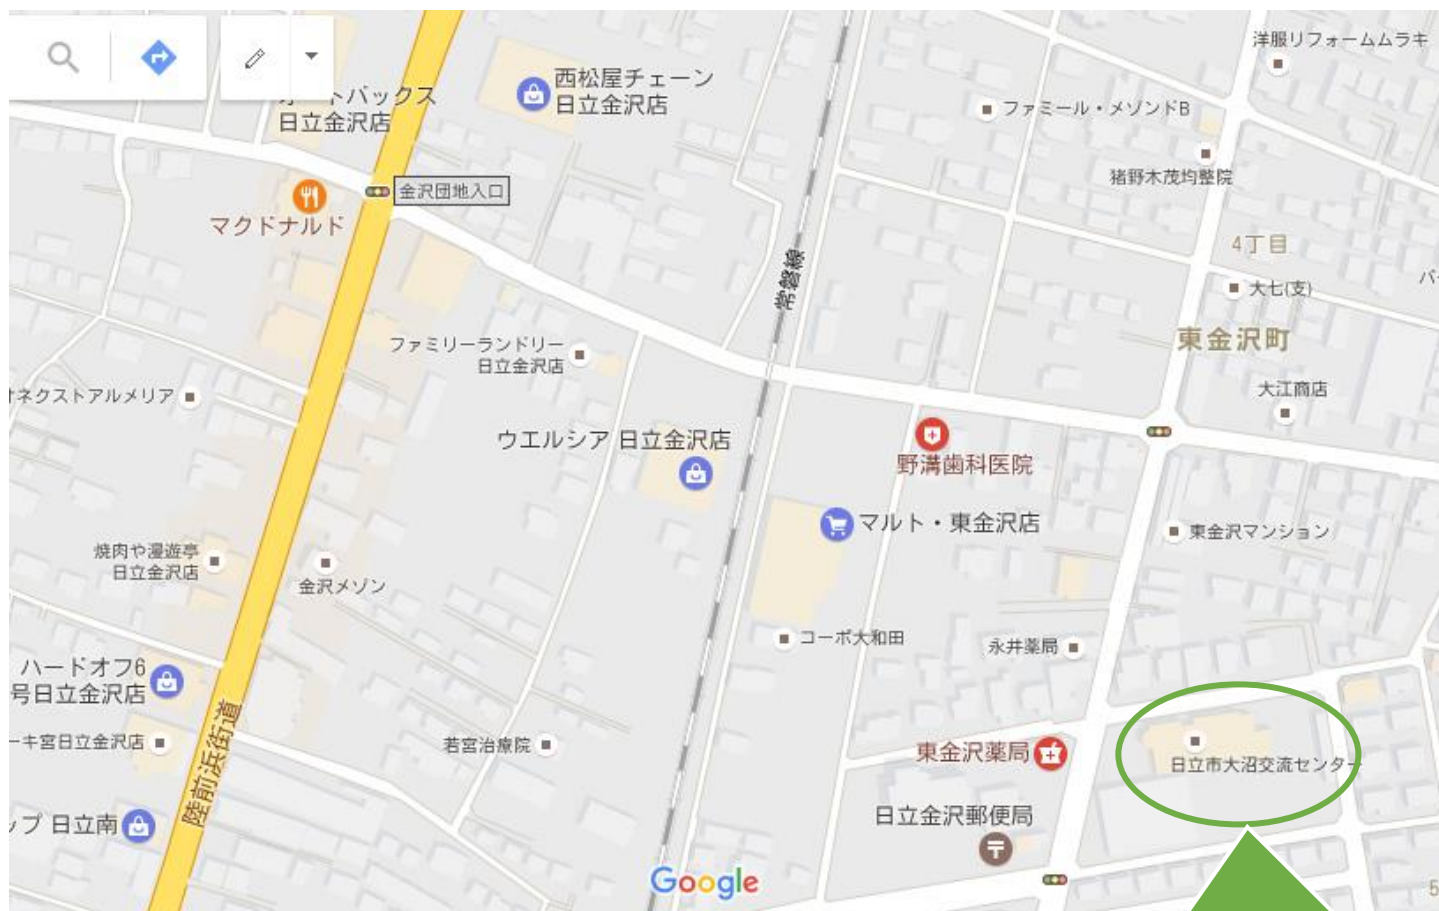 洋服リフォームムラキ
西松屋チェーン
日立金沢店
オートバックス
日立金沢店
ファミール・メゾンドB
猪野木茂均整院
金沢団地入口
マクドナルド
4丁目
常磐線
大七(支)
東金沢町
ファミリーランドリー
日立金沢店
大江商店
ネクストアルメリア
ウエルシア 日立金沢店
野溝歯科医院
マルト・東金沢店
東金沢マンション
焼肉や漫遊亭
日立金沢店
金沢メゾン
コーポ大和田
永井薬局
ハードオフ6
号日立金沢店
陸前浜街道
ーキ宮日立金沢店
若宮治療院
東金沢薬局
日立市大沼交流センター
日立金沢郵便局
ップ 日立南
Google
5